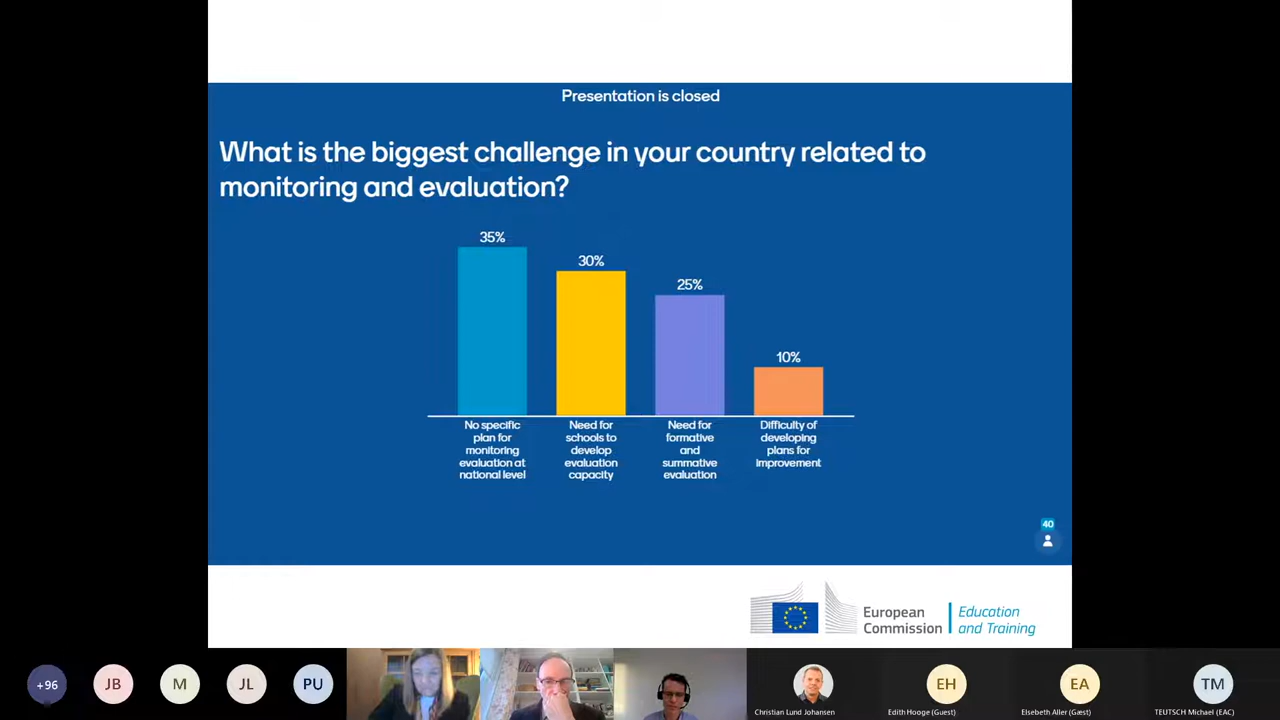 Presentation is closed
What is the biggest challenge in your country related to
monitoring and evaluation?
35%
30%
25%
10%
No specific
plan for
monitoring
evaluation at
national level
Need for
schools to
develop
evaluation
capacity
Need for
formative
and
summative
evaluation
Difficulty of
developing
plans for
improvement
40
European
Commission
Education
and Training
+96
JB
M
JL
PU
Christian Lund Johansen
EH
Edith Hooge (Guest)
EA
Elsebeth Aller (Gæst)
TM
TEUTSCH Michael (EAC)